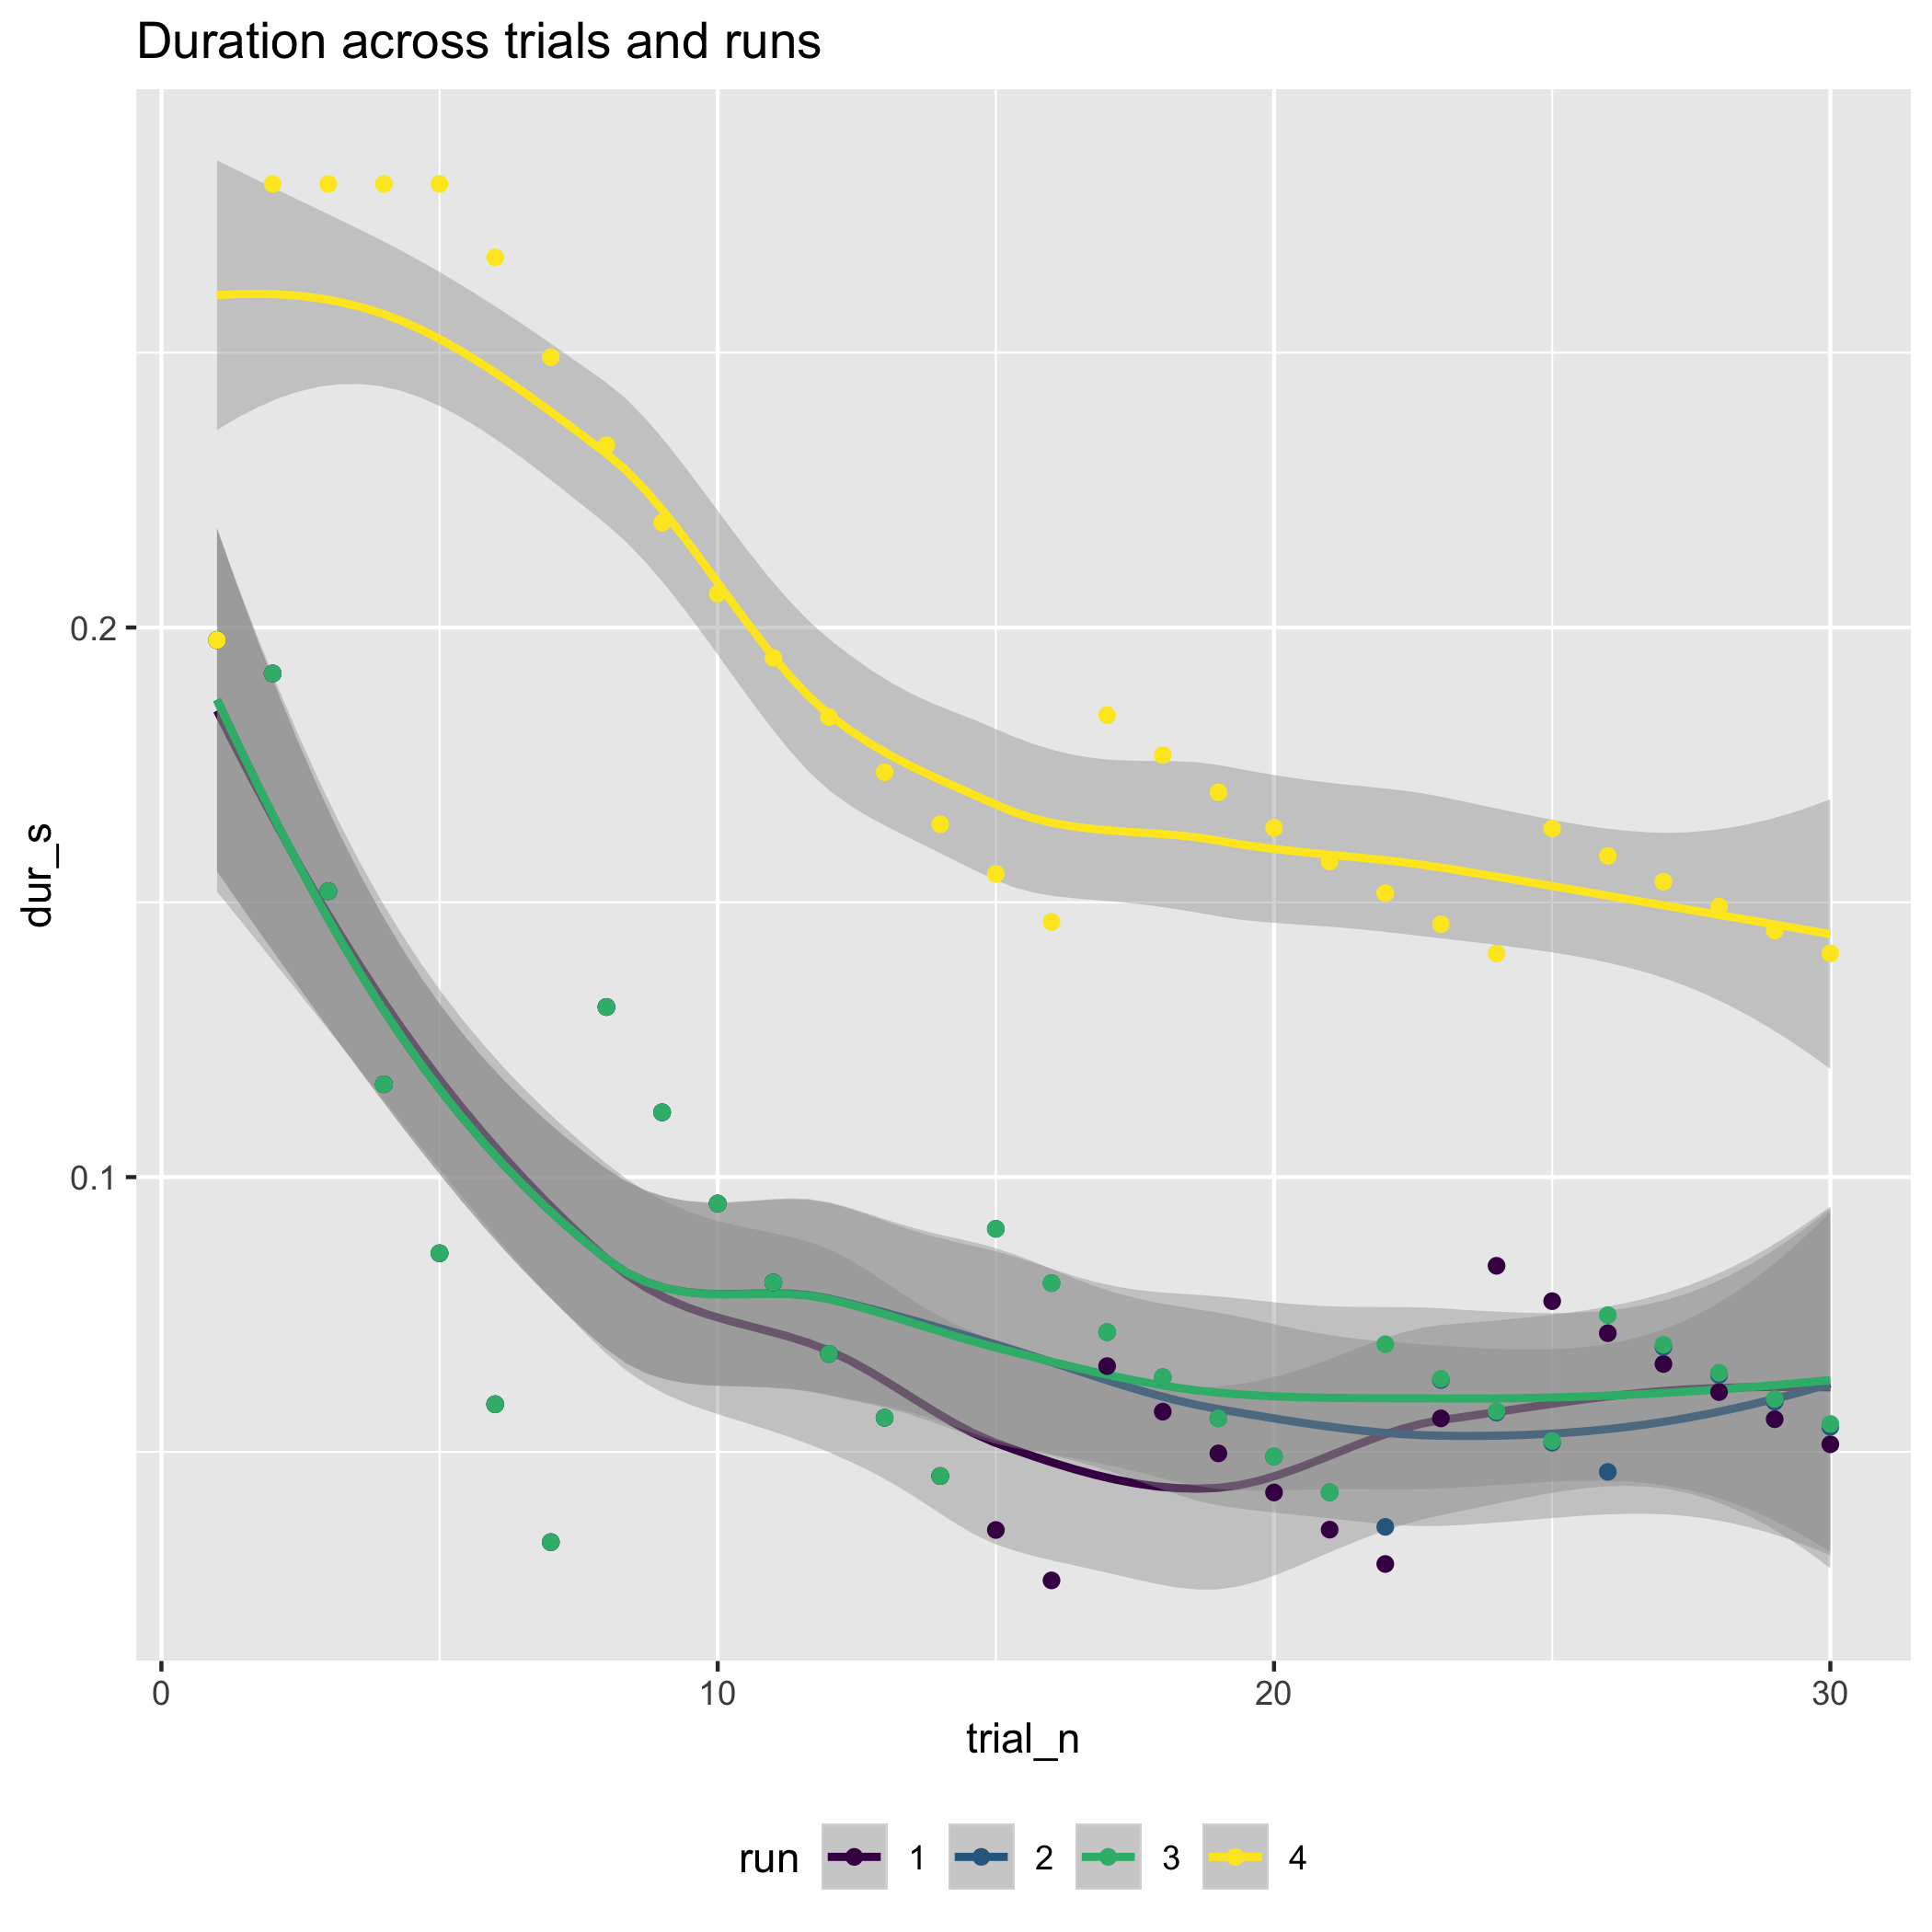 Duration across trials and runs
dur_s
0.2
0.1
0 10 20 30
trial_n
run 1 2 3 4